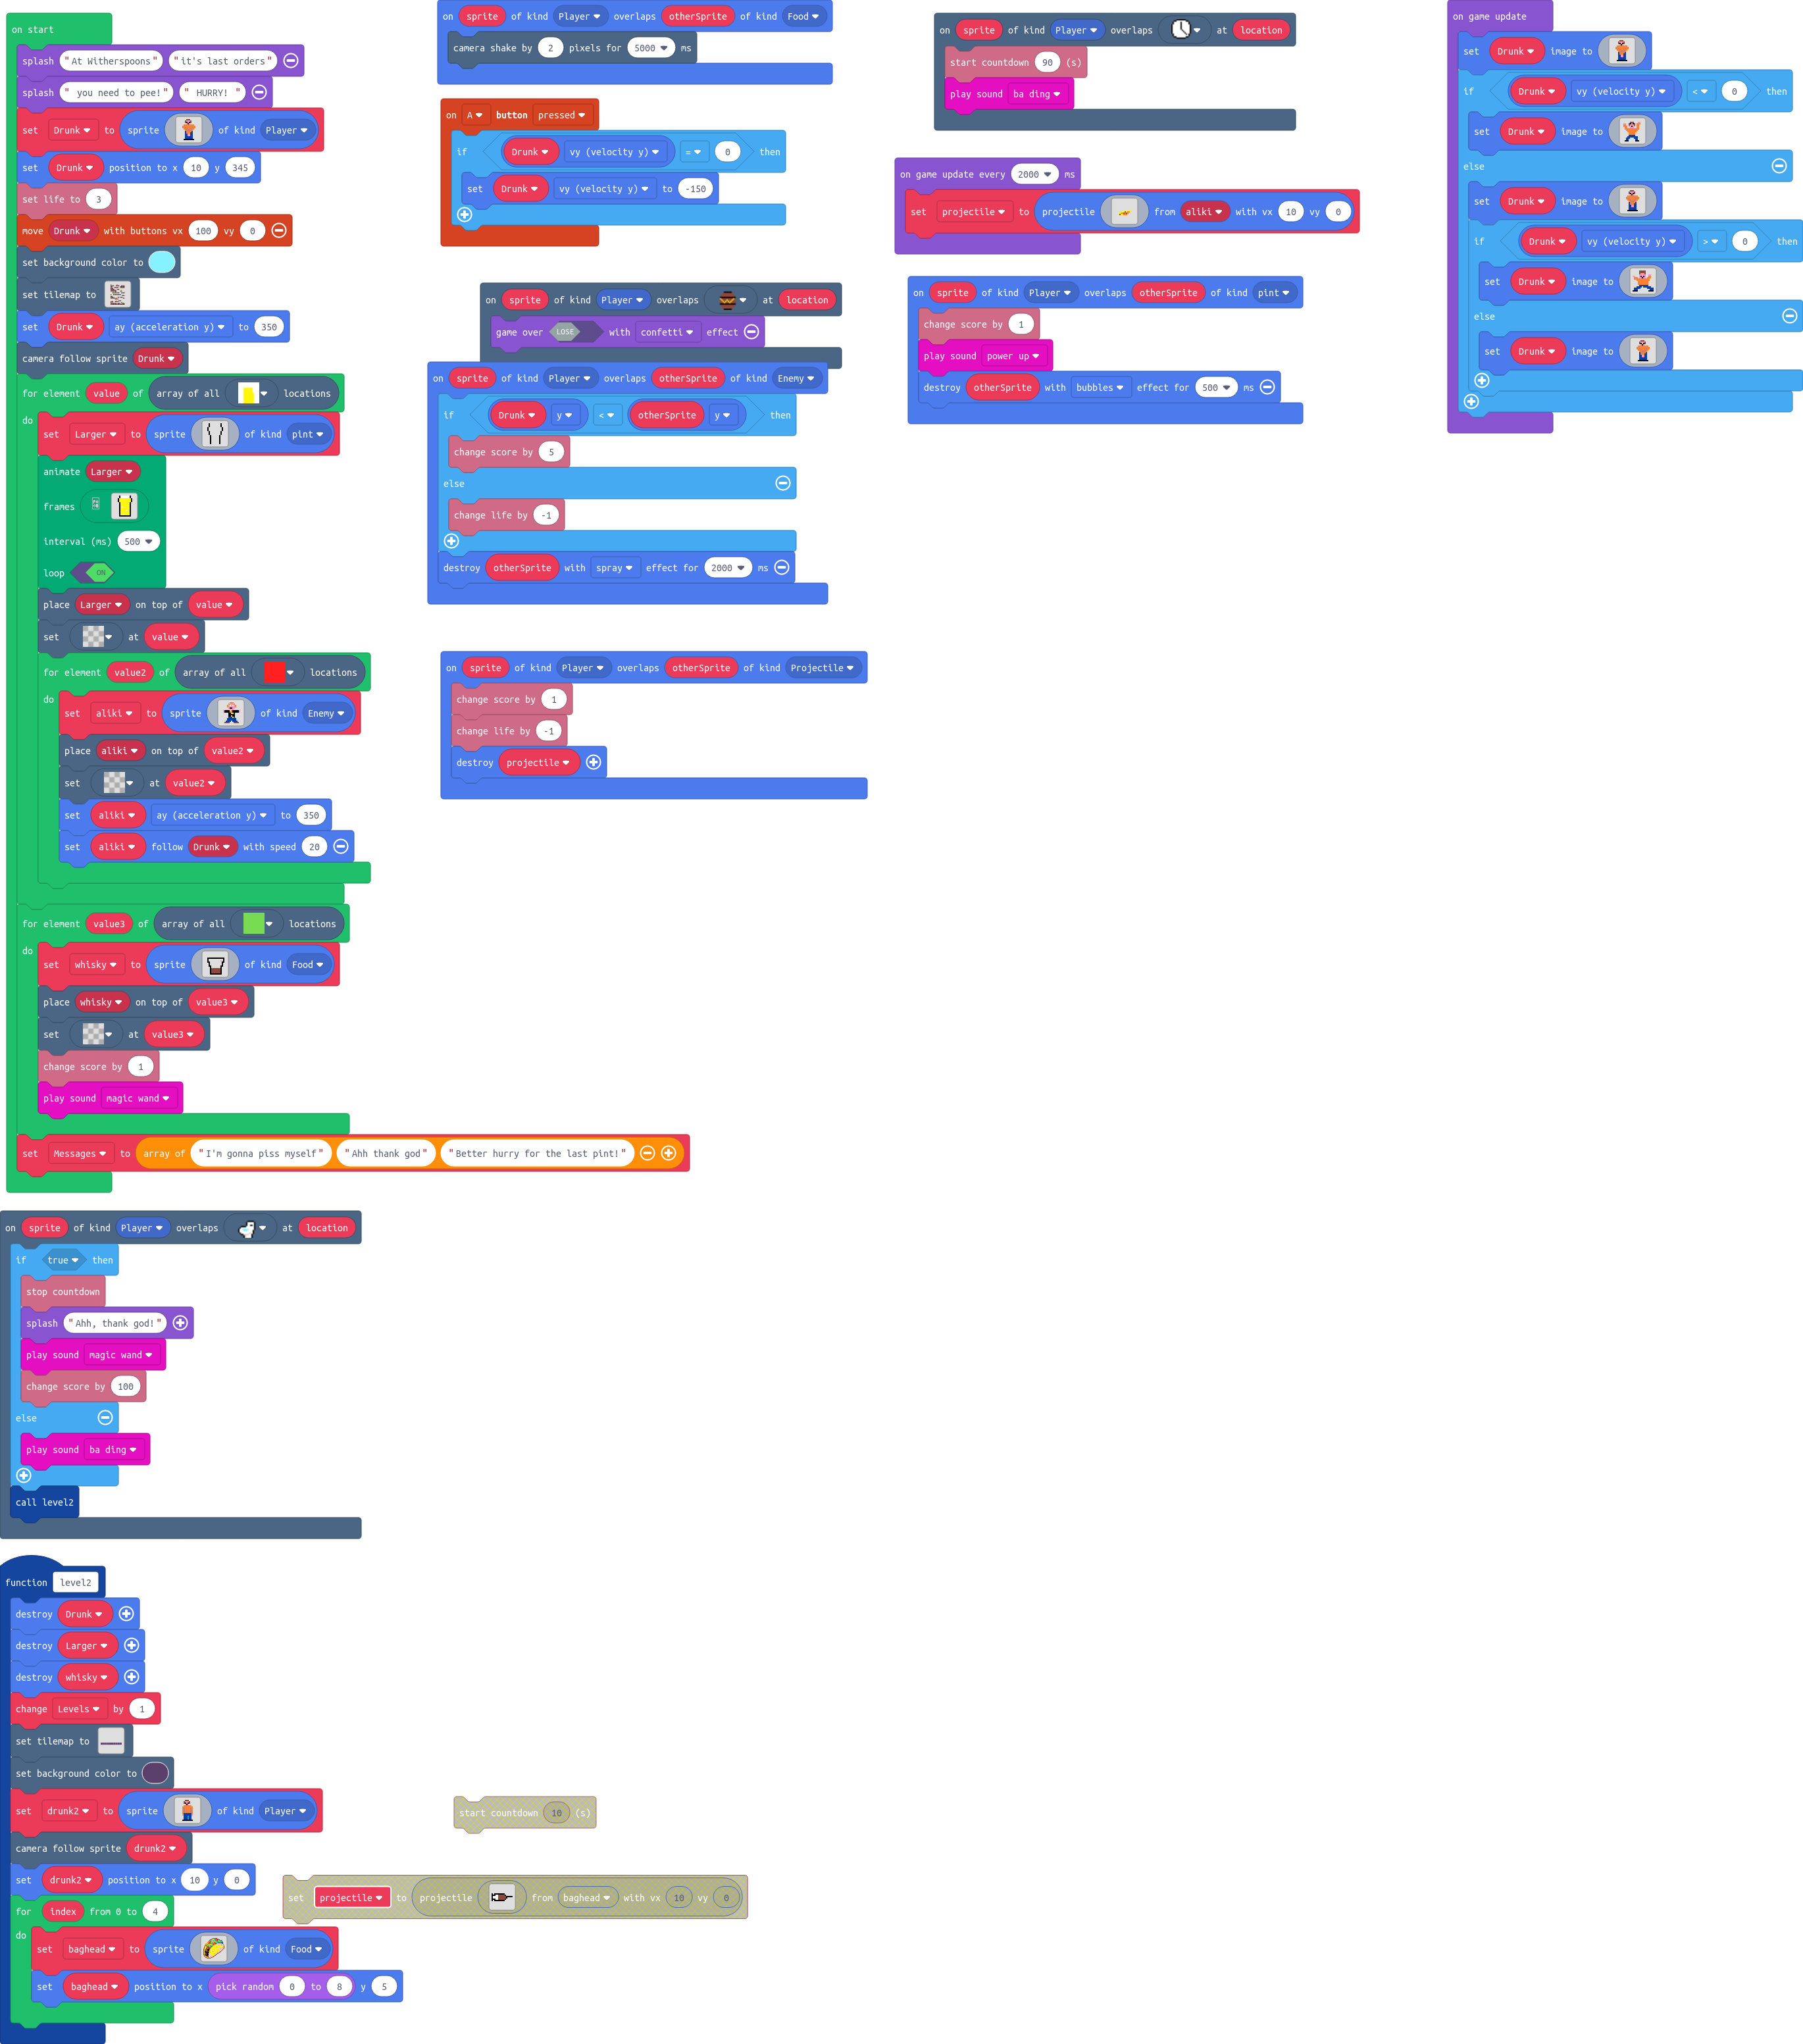 on start
splash "At Witherspoons" "it's last orders"
splash " you need to pee!" " HURRY! "
set Drunk to sprite of kind Player
set Drunk position to x 10 y 345
set life to 3
move Drunk with buttons vx 100 vy 0
set background color to
set tilemap to
set Drunk ay (acceleration y) to 350
camera follow sprite Drunk
for element value of array of all locations
do set Larger to sprite of kind pint
animate Larger
frames
interval (ms) 500
loop ON
place Larger on top of value
set at value
for element value2 of array of all locations
do set aliki to sprite of kind Enemy
place aliki on top of value2
set at value2
set aliki ay (acceleration y) to 350
set aliki follow Drunk with speed 20
for element value3 of array of all locations
do set whisky to sprite of kind Food
place whisky on top of value3
set at value3
change score by 1
play sound magic wand
set Messages to array of "I'm gonna piss myself" "Ahh thank god" "Better hurry for the last pint!"
on sprite of kind Player overlaps at location
if true then
stop countdown
splash "Ahh, thank god!"
play sound magic wand
change score by 100
else
play sound ba ding
call level2
function level2
destroy Drunk
destroy Larger
destroy whisky
change Levels by 1
set tilemap to
set background color to
set drunk2 to sprite of kind Player
camera follow sprite drunk2
set drunk2 position to x 10 y 0
for index from 0 to 4
do set baghead to sprite of kind Food
set baghead position to x pick random 0 to 8 y 5
on sprite of kind Player overlaps otherSprite of kind Food
camera shake by 2 pixels for 5000 ms
on A button pressed
if Drunk vy (velocity y) = 0 then
set Drunk vy (velocity y) to -150
on sprite of kind Player overlaps at location
game over LOSE with confetti effect
on sprite of kind Player overlaps otherSprite of kind Enemy
if Drunk y < otherSprite y then
change score by 5
else
change life by -1
destroy otherSprite with spray effect for 2000 ms
on sprite of kind Player overlaps otherSprite of kind Projectile
change score by 1
change life by -1
destroy projectile
start countdown 10 (s)
set projectile to projectile from baghead with vx 10 vy 0
on sprite of kind Player overlaps at location
start countdown 90 (s)
play sound ba ding
on game update every 2000 ms
set projectile to projectile from aliki with vx 10 vy 0
on sprite of kind Player overlaps otherSprite of kind pint
change score by 1
play sound power up
destroy otherSprite with bubbles effect for 500 ms
on game update
set Drunk image to
if Drunk vy (velocity y) < 0 then
set Drunk image to
else
set Drunk image to
if Drunk vy (velocity y) > 0 then
set Drunk image to
else
set Drunk image to